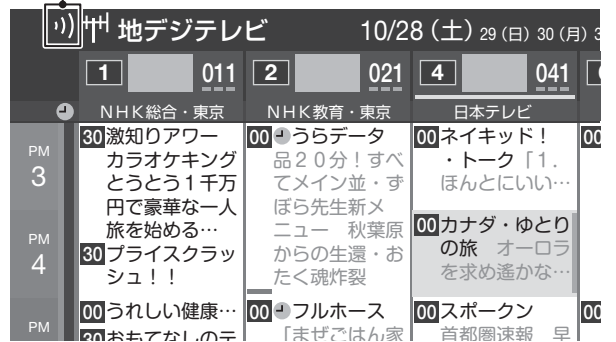 地デジテレビ 10/28（土）29（日）30（月）3
1 011 2 021 4 041
NHK総合・東京 NHK教育・東京 日本テレビ
PM
3
30激知りアワー
カラオケキング
とうとう１千万
円で豪華な一人
旅を始める…
PM
4
30プライスクラッ
シュ！！
PM
00うれしい健康…
30おもてなしのテ
00うらデータ
品２０分！すべ
てメイン並・ず
ぼら先生新メ
ニュー　秋葉原
からの生還・お
たく魂炸裂
00フルホース
「まぜごはん家
00ネイキッド！
・トーク「１．
ほんとにいい…
00カナダ・ゆとり
の旅　オーロラ
を求め遙かな…
00スポークン
首都圏速報　早
00
00